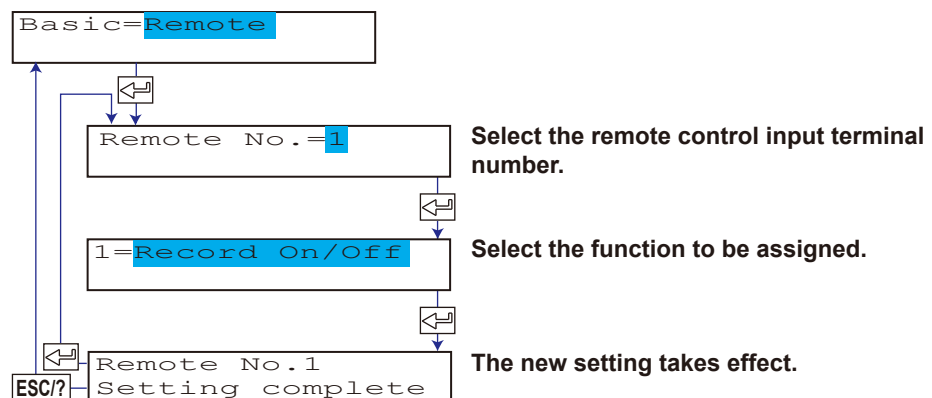 Basic=Remote
Remote No.=1
Select the remote control input terminal
number.
1=Record On/Off
Select the function to be assigned.
Remote No.1
The new setting takes effect.
ESC/?
Setting complete